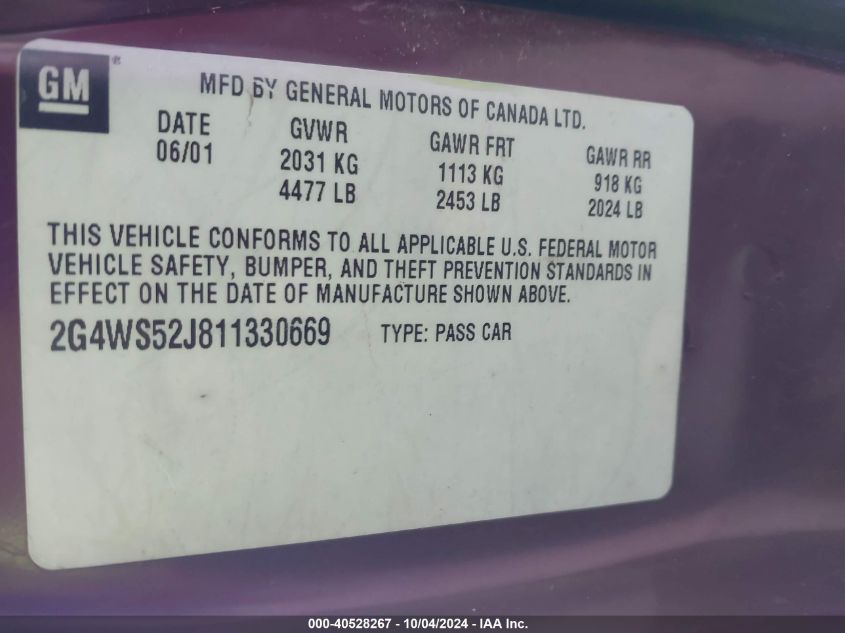 GM®
MFD BY GENERAL MOTORS OF CANADA LTD.
DATE GVWR GAWR FRT GAWR RR
06/01 2031 KG 1113 KG 918 KG
4477 LB 2453 LB 2024 LB
THIS VEHICLE CONFORMS TO ALL APPLICABLE U.S. FEDERAL MOTOR
VEHICLE SAFETY, BUMPER, AND THEFT PREVENTION STANDARDS IN
EFFECT ON THE DATE OF MANUFACTURE SHOWN ABOVE.
2G4WS52J811330669 TYPE: PASS CAR
000-40528267 - 10/04/2024 - IAA Inc.